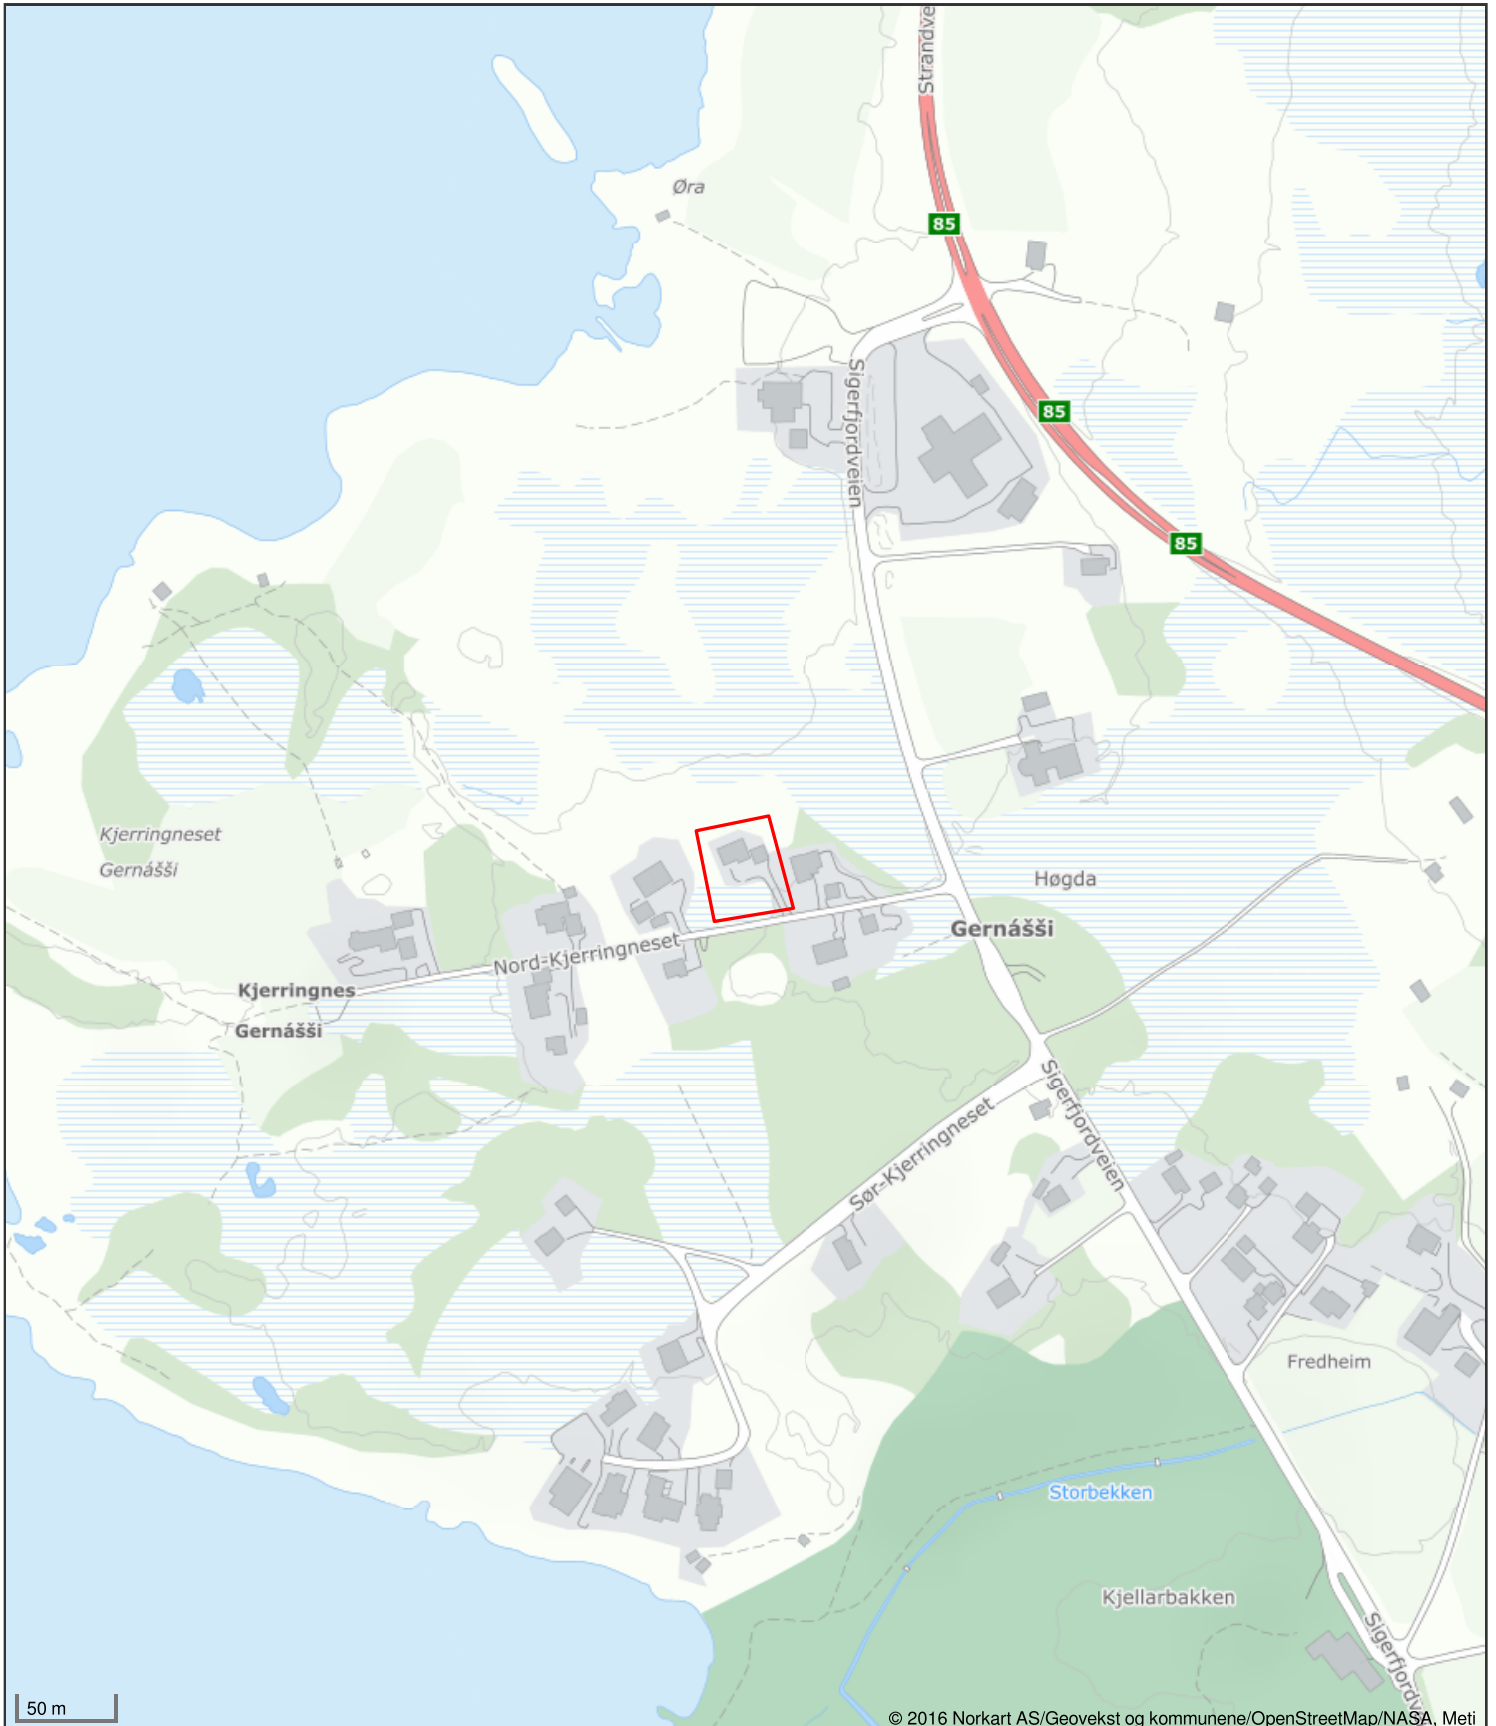 Strandve
Øra
85
85
Sigerfjordveien
85
Kjerringneset
Gernášši
Høgda
Gernášši
Nord-Kjerringneset
Kjerringnes
Gernášši
Sigerfjordveien
Sør-Kjerringneset
Fredheim
Storbekken
Kjellarbakken
Sigerfjordve
50 m
© 2016 Norkart AS/Geovekst og kommunene/OpenStreetMap/NASA, Meti